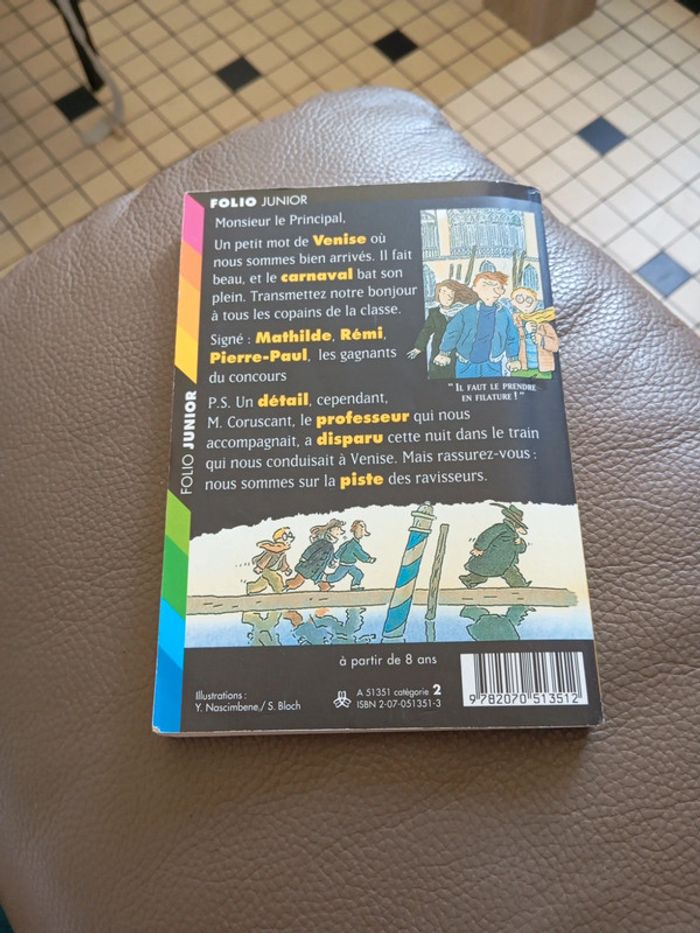 FOLIO JUNIOR
Monsieur le Principal,
Un petit mot de Venise où
nous sommes bien arrivés. Il fait
beau, et le carnaval bat son
plein. Transmettez notre bonjour
à tous les copains de la classe.
Signé : Mathilde, Rémi,
Pierre-Paul, les gagnants
du concours
"IL FAUT LE PRENDRE
EN FILATURE !"
P.S. Un détail, cependant,
M. Coruscant, le professeur qui nous
accompagnait, a disparu cette nuit dans le train
qui nous conduisait à Venise. Mais rassurez-vous :
nous sommes sur la piste des ravisseurs.
FOLIO JUNIOR
à partir de 8 ans
Illustrations :
Y. Nascimbene / S. Bloch
A 51351 catégorie 2
ISBN 2-07-051351-3
9 782070 513512